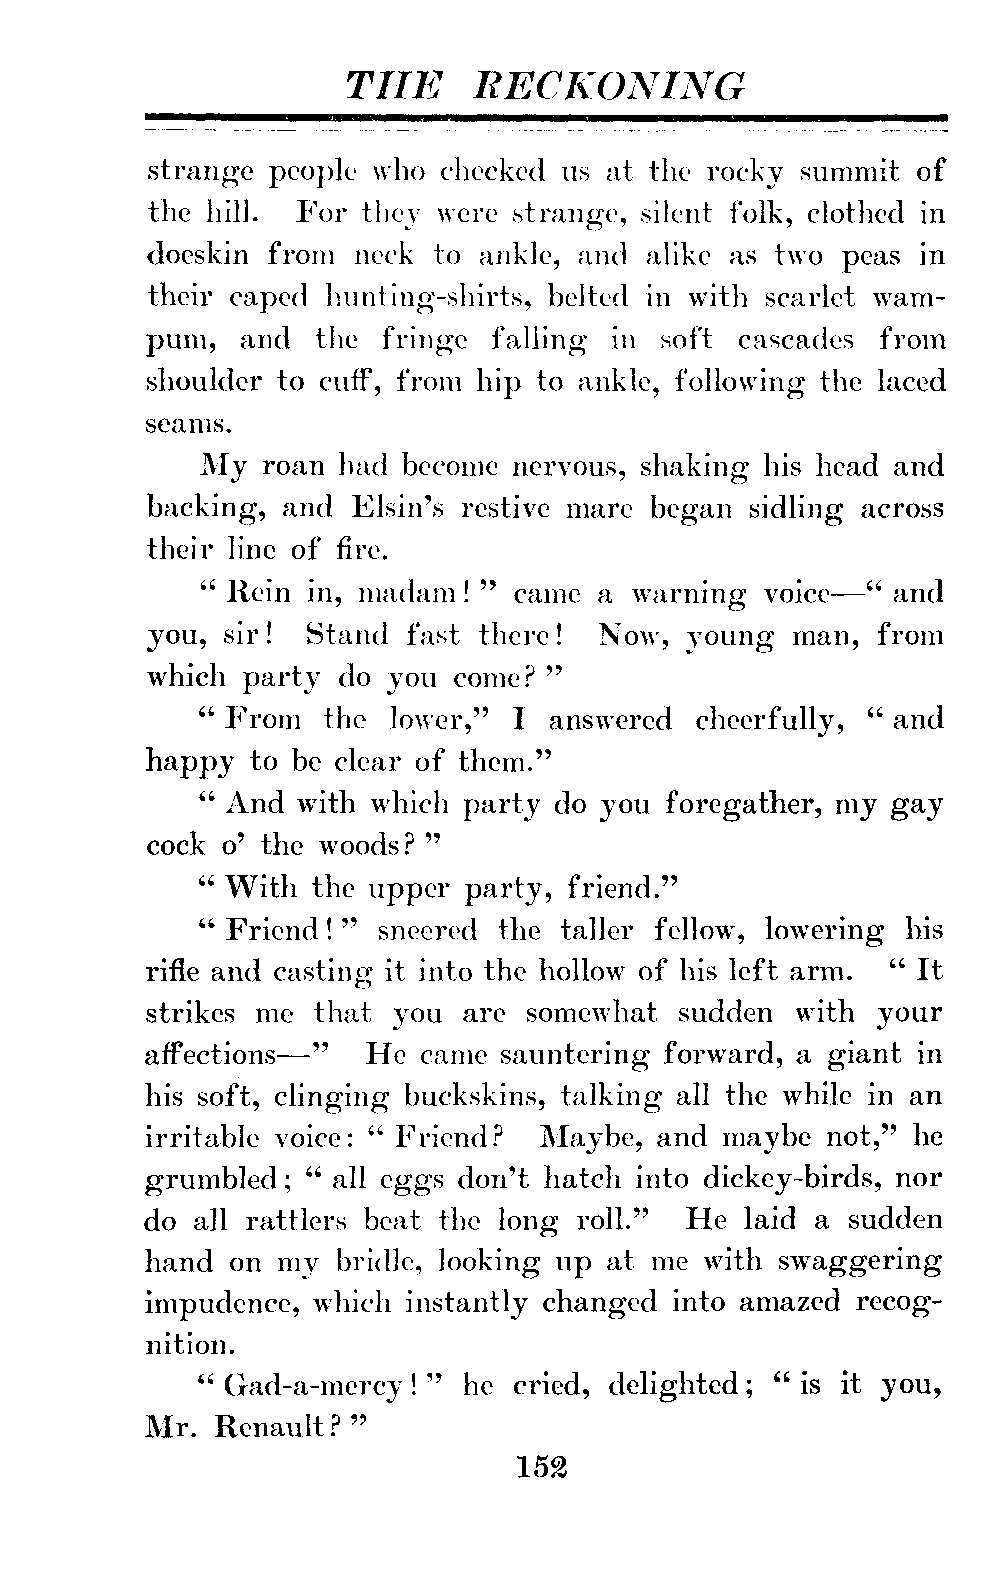 THE RECKONING
strange people who checked us at the rocky summit of
the hill. For they were strange, silent folk, clothed in
doeskin from neck to ankle, and alike as two peas in
their caped hunting-shirts, belted in with scarlet wam-
pum, and the fringe falling in soft cascades from
shoulder to cuff, from hip to ankle, following the laced
seams.
My roan had become nervous, shaking his head and
backing, and Elsin's restive mare began sidling across
their line of fire.
“ Rein in, madam! ” came a warning voice—“ and
you, sir! Stand fast there! Now, young man, from
which party do you come? ”
“ From the lower,” I answered cheerfully, “ and
happy to be clear of them.”
“ And with which party do you foregather, my gay
cock o' the woods? ”
“ With the upper party, friend.”
“ Friend! ” sneered the taller fellow, lowering his
rifle and casting it into the hollow of his left arm. “ It
strikes me that you are somewhat sudden with your
affections—” He came sauntering forward, a giant in
his soft, clinging buckskins, talking all the while in an
irritable voice: “ Friend? Maybe, and maybe not,” he
grumbled; “ all eggs don't hatch into dickey-birds, nor
do all rattlers beat the long roll.” He laid a sudden
hand on my bridle, looking up at me with swaggering
impudence, which instantly changed into amazed recog-
nition.
“ Gad-a-mercy! ” he cried, delighted; “ is it you,
Mr. Renault? ”
152